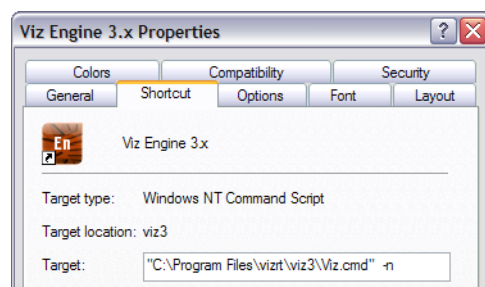 Viz Engine 3.x Properties ?
Colors Compatibility Security
General Shortcut Options Font Layout
En Viz Engine 3.x
Target type: Windows NT Command Script
Target location: viz3
Target: "C:\Program Files\vizrt\viz3\Viz.cmd" -n